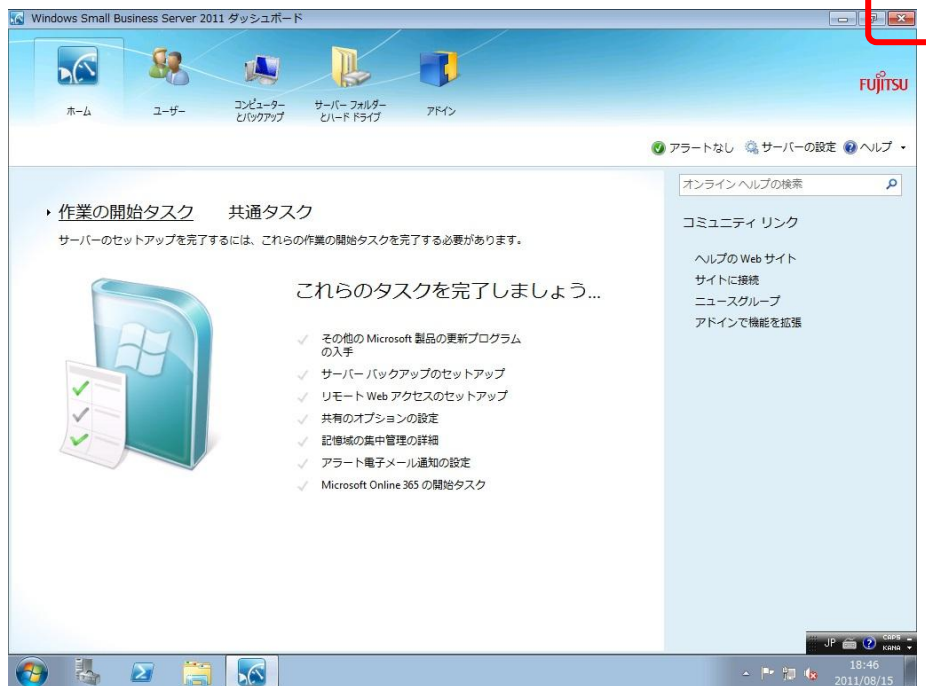 Windows Small Business Server 2011 ダッシュボード
ホーム
ユーザー
コンピューター
とバックアップ
サーバー フォルダー
とハード ドライブ
アドイン
FUJITSU
アラートなし サーバーの設定 ヘルプ
オンライン ヘルプの検索
作業の開始タスク 共通タスク
サーバーのセットアップを完了するには、これらの作業の開始タスクを完了する必要があります。
これらのタスクを完了しましょう...
その他の Microsoft 製品の更新プログラム
の入手
サーバー バックアップのセットアップ
リモート Web アクセスのセットアップ
共有のオプションの設定
記憶域の集中管理の詳細
アラート電子メール通知の設定
Microsoft Online 365 の開始タスク
コミュニティ リンク
ヘルプの Web サイト
サイトに接続
ニュースグループ
アドインで機能を拡張
JP CAPS
KANA
18:46
2011/08/15